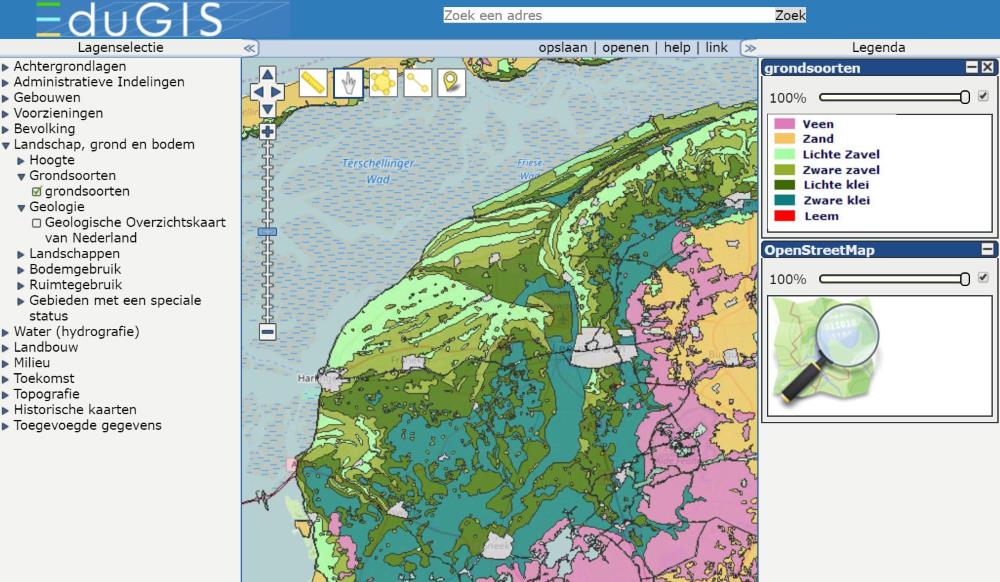 EduGIS
Zoek een adres Zoek
Lagenselectie
opslaan | openen | help | link
Legenda
Achtergrondlagen
Administratieve Indelingen
Gebouwen
Voorzieningen
Bevolking
Landschap, grond en bodem
Hoogte
Grondsoorten
grondsoorten
Geologie
Geologische Overzichtskaart
van Nederland
Landschappen
Bodemgebruik
Ruimtegebruik
Gebieden met een speciale
status
Water (hydrografie)
Landbouw
Milieu
Toekomst
Topografie
Historische kaarten
Toegevoegde gegevens
Terschellinger
Wad
Friese
Wad
grondsoorten
100%
Veen
Zand
Lichte Zavel
Zware zavel
Lichte klei
Zware klei
Leem
OpenStreetMap
100%